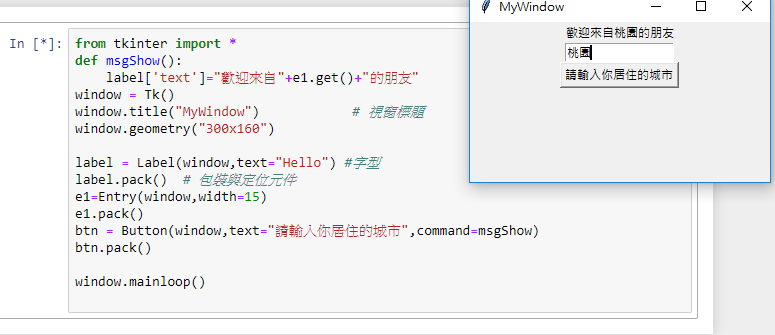 MyWindow
歡迎來自桃園的朋友
桃園
請輸入你居住的城市
In [*]:
from tkinter import *
def msgShow():
    label['text']="歡迎來自"+e1.get()+"的朋友"
window = Tk()
window.title("MyWindow")            # 視窗標題
window.geometry("300x160")
label = Label(window,text="Hello") #字型
label.pack()  # 包裝與定位元件
e1=Entry(window,width=15)
e1.pack()
btn = Button(window,text="請輸入你居住的城市",command=msgShow)
btn.pack()
window.mainloop()